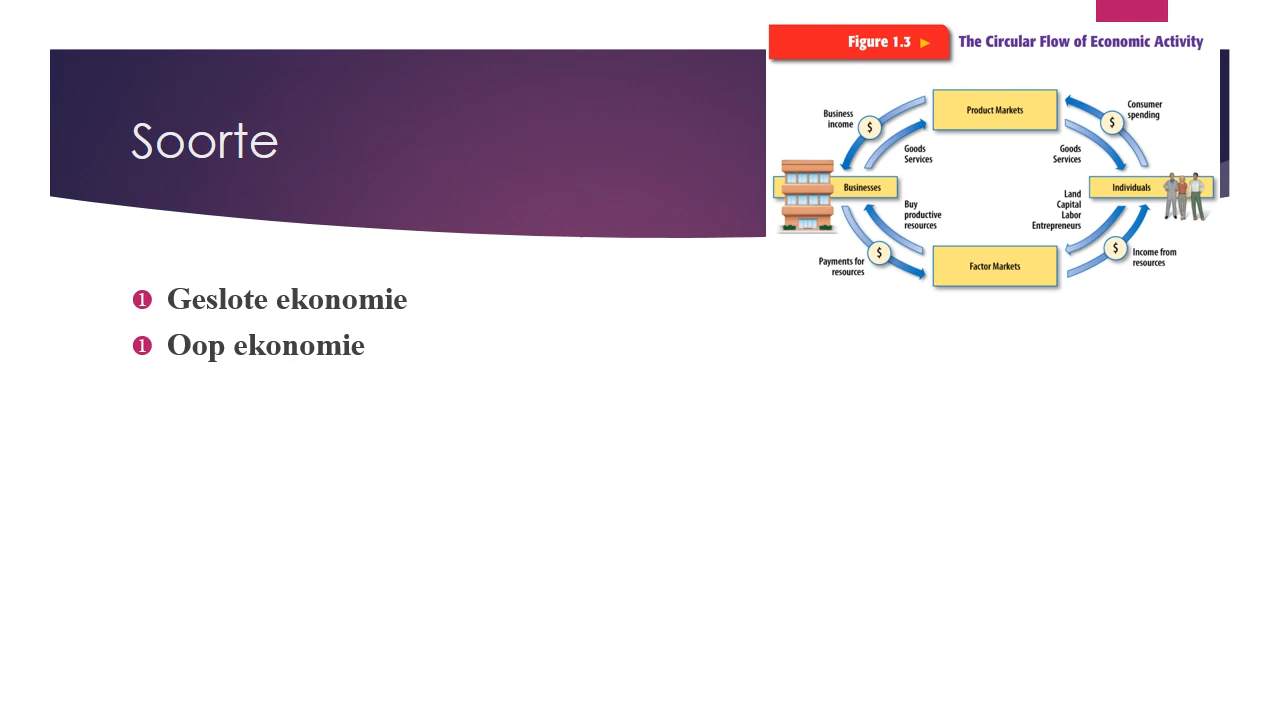 Soorte
❶ Geslote ekonomie
❶ Oop ekonomie
Figure 1.3 ► The Circular Flow of Economic Activity
Product Markets
Business
income
$
Goods
Services
Consumer
spending
$
Goods
Services
Businesses
Individuals
Buy
productive
resources
Land
Capital
Labor
Entrepreneurs
Payments for
resources
$
Factor Markets
$
Income from
resources